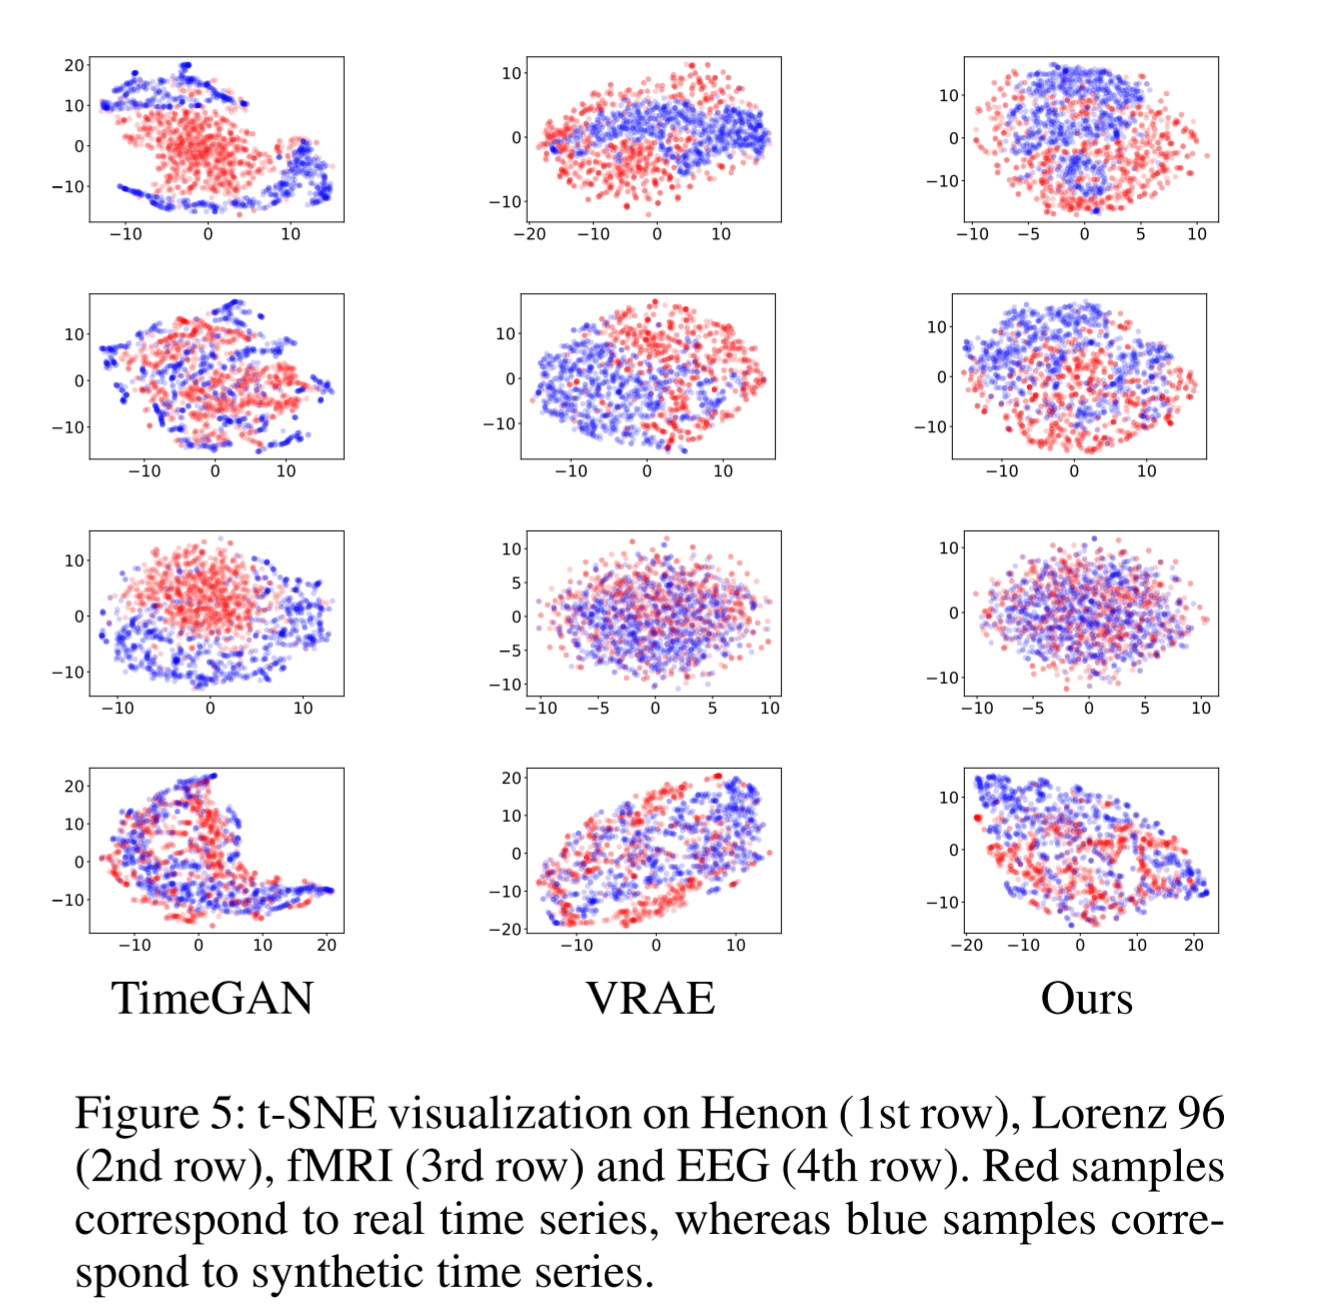 20
10
0
−10
−10 0 10
10
0
−10
−20 −10 0 10
10
0
−10
−10 −5 0 5 10
10
0
−10
−10 0 10
10
0
−10
−10 0 10
10
0
−10
−10 0 10
10
0
−10
−10 0 10
10
5
0
−5
−10
−10 −5 0 5 10
10
0
−10
−10 −5 0 5 10
20
10
0
−10
−10 0 10 20
20
10
0
−10
−20
−10 0 10
10
0
−10
−20 −10 0 10 20
TimeGAN VRAE Ours
Figure 5: t-SNE visualization on Henon (1st row), Lorenz 96
(2nd row), fMRI (3rd row) and EEG (4th row). Red samples
correspond to real time series, whereas blue samples corre-
spond to synthetic time series.